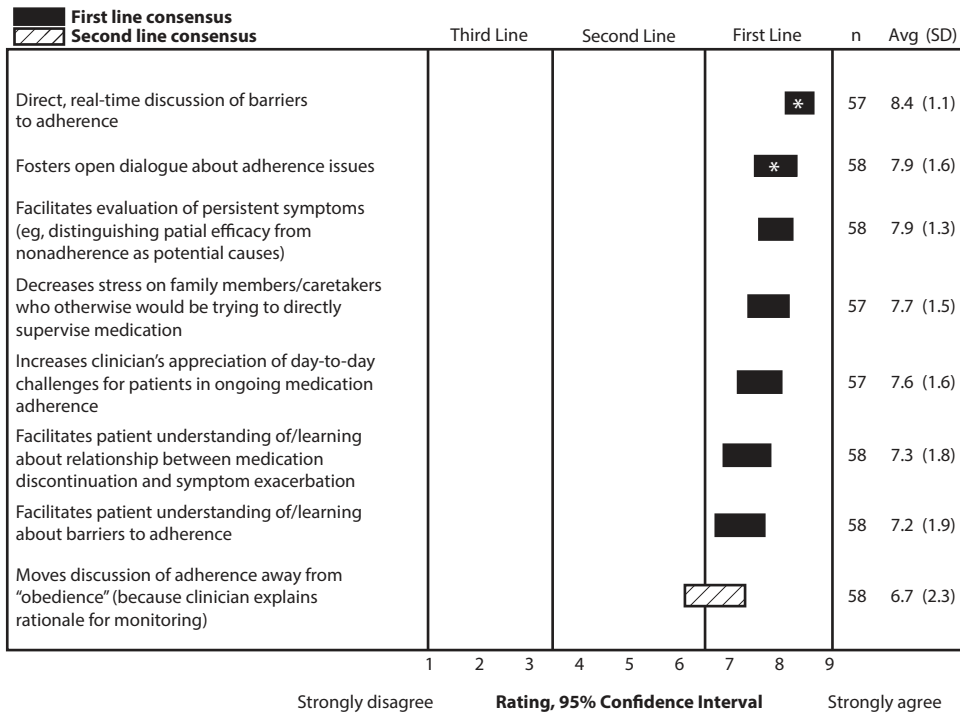 First line consensus
Second line consensus
Third Line Second Line First Line n Avg (SD)
Direct, real-time discussion of barriers
to adherence
* 57 8.4 (1.1)
Fosters open dialogue about adherence issues * 58 7.9 (1.6)
Facilitates evaluation of persistent symptoms
(eg, distinguishing patial efficacy from
nonadherence as potential causes)
58 7.9 (1.3)
Decreases stress on family members/caretakers
who otherwise would be trying to directly
supervise medication
57 7.7 (1.5)
Increases clinician's appreciation of day-to-day
challenges for patients in ongoing medication
adherence
57 7.6 (1.6)
Facilitates patient understanding of/learning
about relationship between medication
discontinuation and symptom exacerbation
58 7.3 (1.8)
Facilitates patient understanding of/learning
about barriers to adherence
58 7.2 (1.9)
Moves discussion of adherence away from
"obedience" (because clinician explains
rationale for monitoring)
58 6.7 (2.3)
1 2 3 4 5 6 7 8 9
Strongly disagree Rating, 95% Confidence Interval Strongly agree